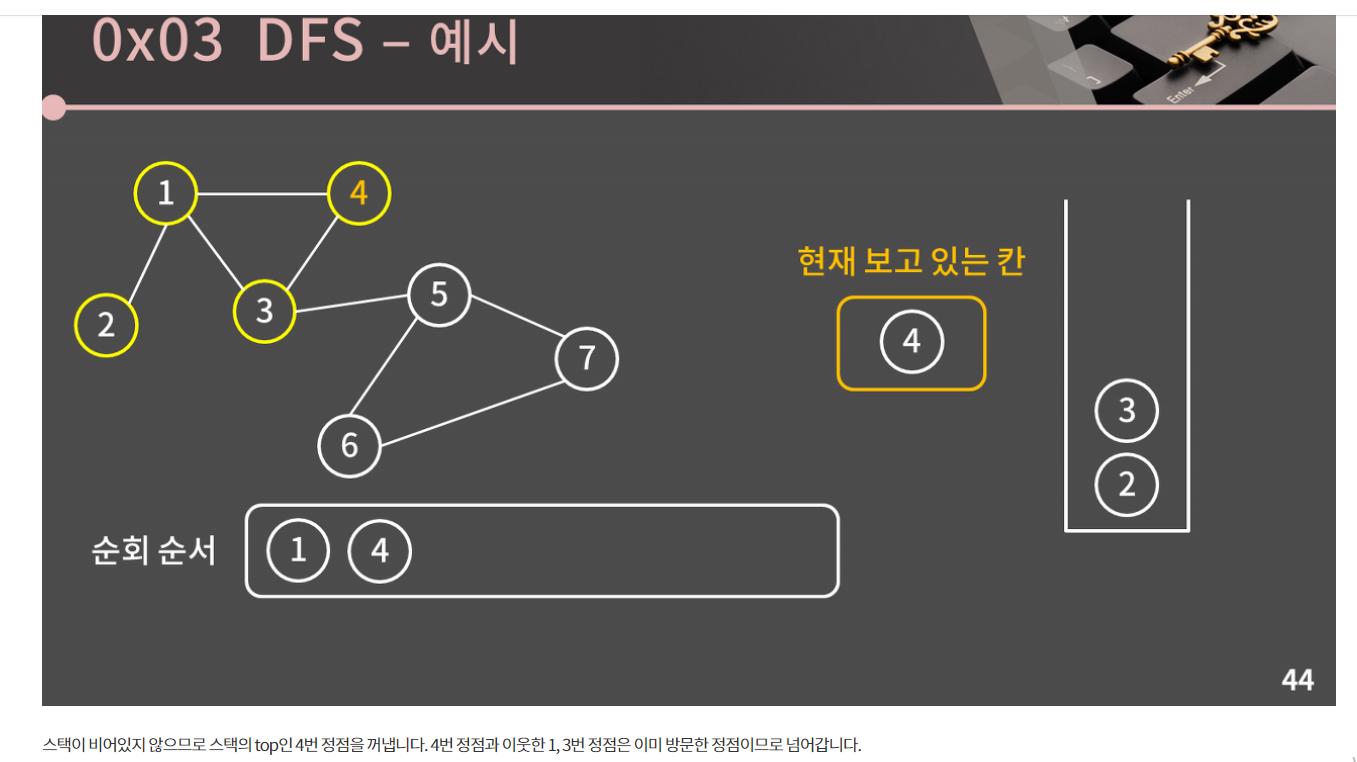 0x03 DFS – 예시
Enter
1
4
2
3
5
7
6
현재 보고 있는 칸
4
3
2
순회 순서
1 4
44
스택이 비어있지 않으므로 스택의 top인 4번 정점을 꺼냅니다. 4번 정점과 이웃한 1, 3번 정점은 이미 방문한 정점이므로 넘어갑니다.